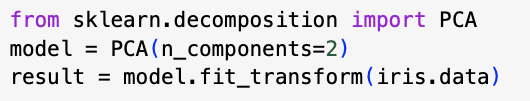 from sklearn.decomposition import PCA
model = PCA(n_components=2)
result = model.fit_transform(iris.data)